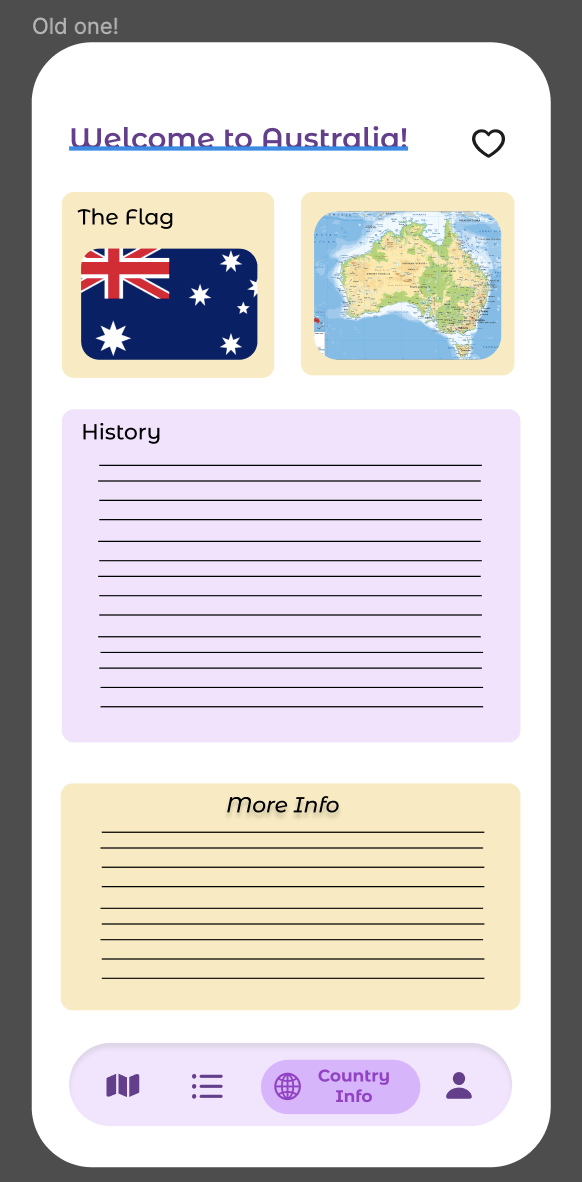 Old one!
Welcome to Australia!
The Flag
History
More Info
Country
Info